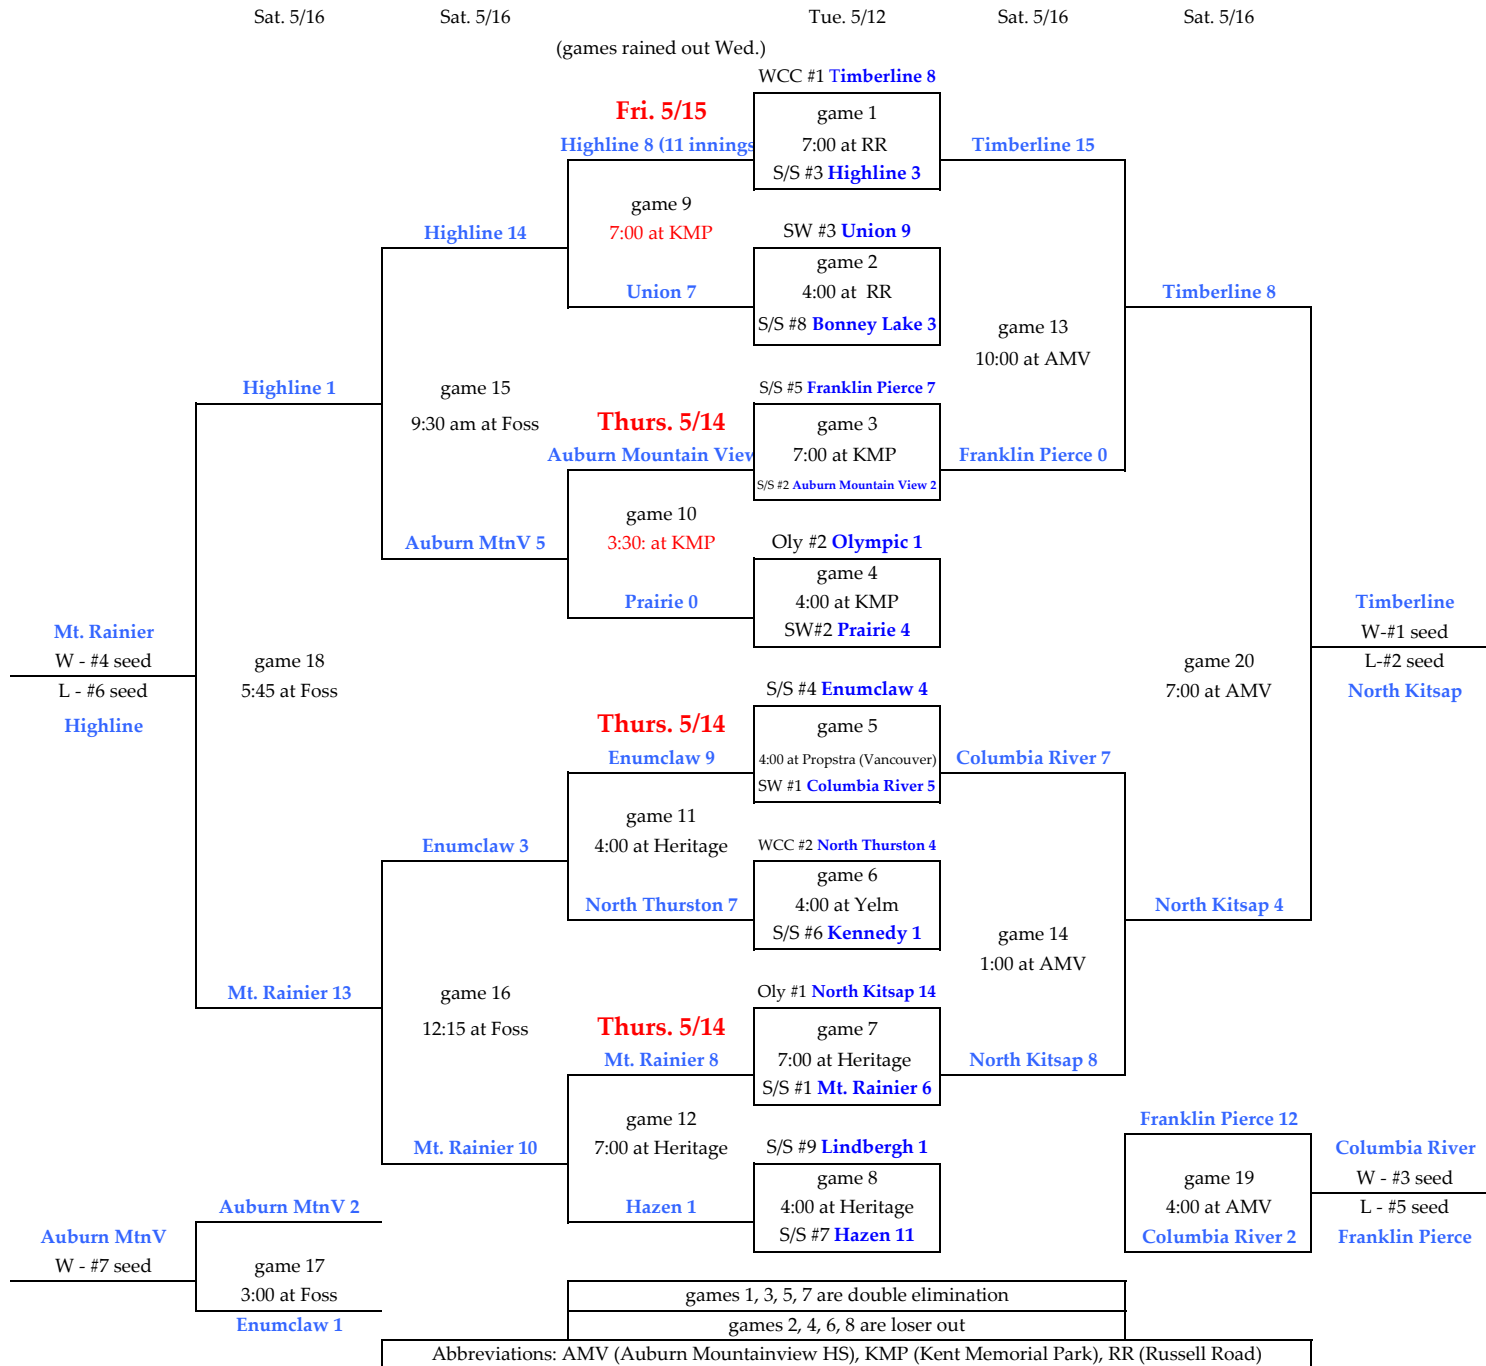 Sat. 5/16 Sat. 5/16 Tue. 5/12 Sat. 5/16 Sat. 5/16
(games rained out Wed.)
WCC #1 Timberline 8
Fri. 5/15 game 1
Highline 8 (11 innings 7:00 at RR Timberline 15
S/S #3 Highline 3
game 9
Highline 14 7:00 at KMP SW #3 Union 9
game 2
Union 7 4:00 at RR Timberline 8
S/S #8 Bonney Lake 3 game 13
10:00 at AMV
Highline 1 game 15 S/S #5 Franklin Pierce 7
9:30 am at Foss Thurs. 5/14 game 3
Auburn Mountain View 7:00 at KMP Franklin Pierce 0
S/S #2 Auburn Mountain View 2
game 10
Auburn MtnV 5 3:30: at KMP Oly #2 Olympic 1
game 4
Prairie 0 4:00 at KMP Timberline
Mt. Rainier SW#2 Prairie 4 W-#1 seed
W - #4 seed game 18 game 20 L-#2 seed
L - #6 seed 5:45 at Foss S/S #4 Enumclaw 4 7:00 at AMV North Kitsap
Highline Thurs. 5/14 game 5
Enumclaw 9 4:00 at Propstra (Vancouver) Columbia River 7
SW #1 Columbia River 5
game 11
Enumclaw 3 4:00 at Heritage WCC #2 North Thurston 4
game 6
North Thurston 7 4:00 at Yelm North Kitsap 4
S/S #6 Kennedy 1 game 14
1:00 at AMV
Mt. Rainier 13 game 16 Oly #1 North Kitsap 14
12:15 at Foss Thurs. 5/14 game 7
Mt. Rainier 8 7:00 at Heritage North Kitsap 8
S/S #1 Mt. Rainier 6
game 12 Franklin Pierce 12
Mt. Rainier 10 7:00 at Heritage S/S #9 Lindbergh 1 Columbia River
game 8 game 19 W - #3 seed
Auburn MtnV 2 Hazen 1 4:00 at Heritage 4:00 at AMV L - #5 seed
Auburn MtnV S/S #7 Hazen 11 Columbia River 2 Franklin Pierce
W - #7 seed game 17
3:00 at Foss games 1, 3, 5, 7 are double elimination
Enumclaw 1 games 2, 4, 6, 8 are loser out
Abbreviations: AMV (Auburn Mountainview HS), KMP (Kent Memorial Park), RR (Russell Road)